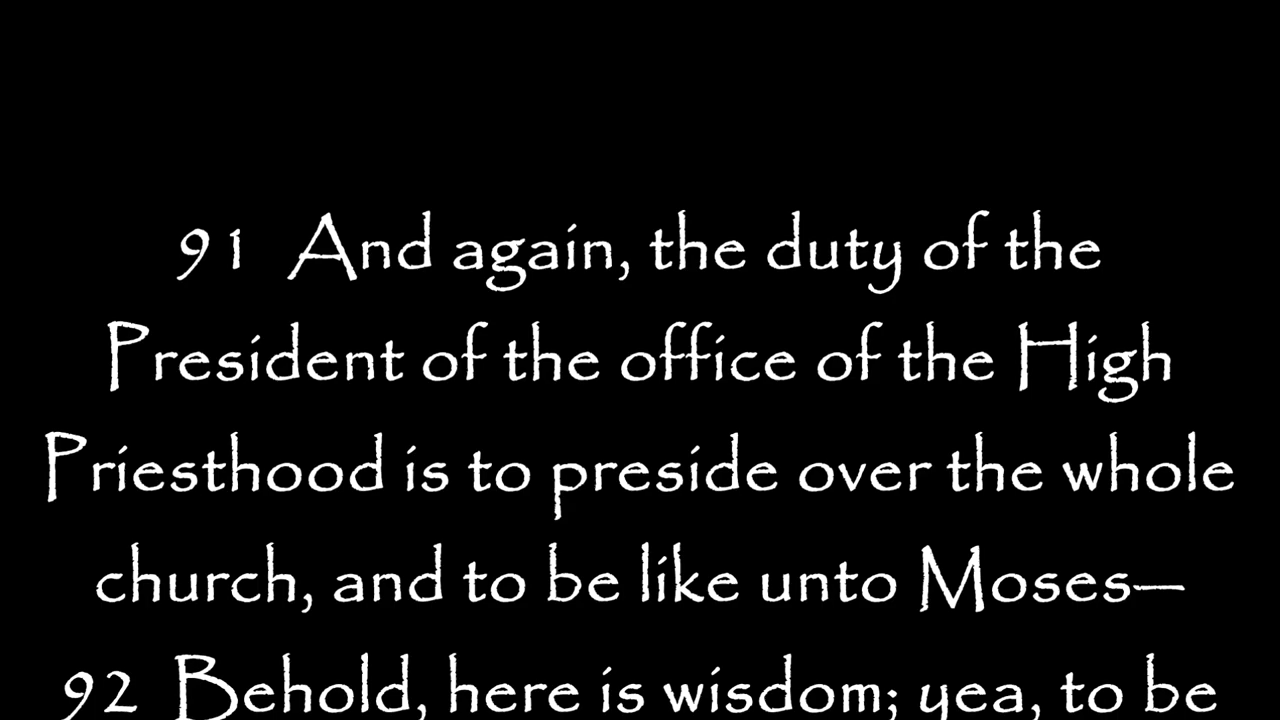 91 And again, the duty of the
President of the office of the High
Priesthood is to preside over the whole
church, and to be like unto Moses—
92 Behold, here is wisdom; yea, to be